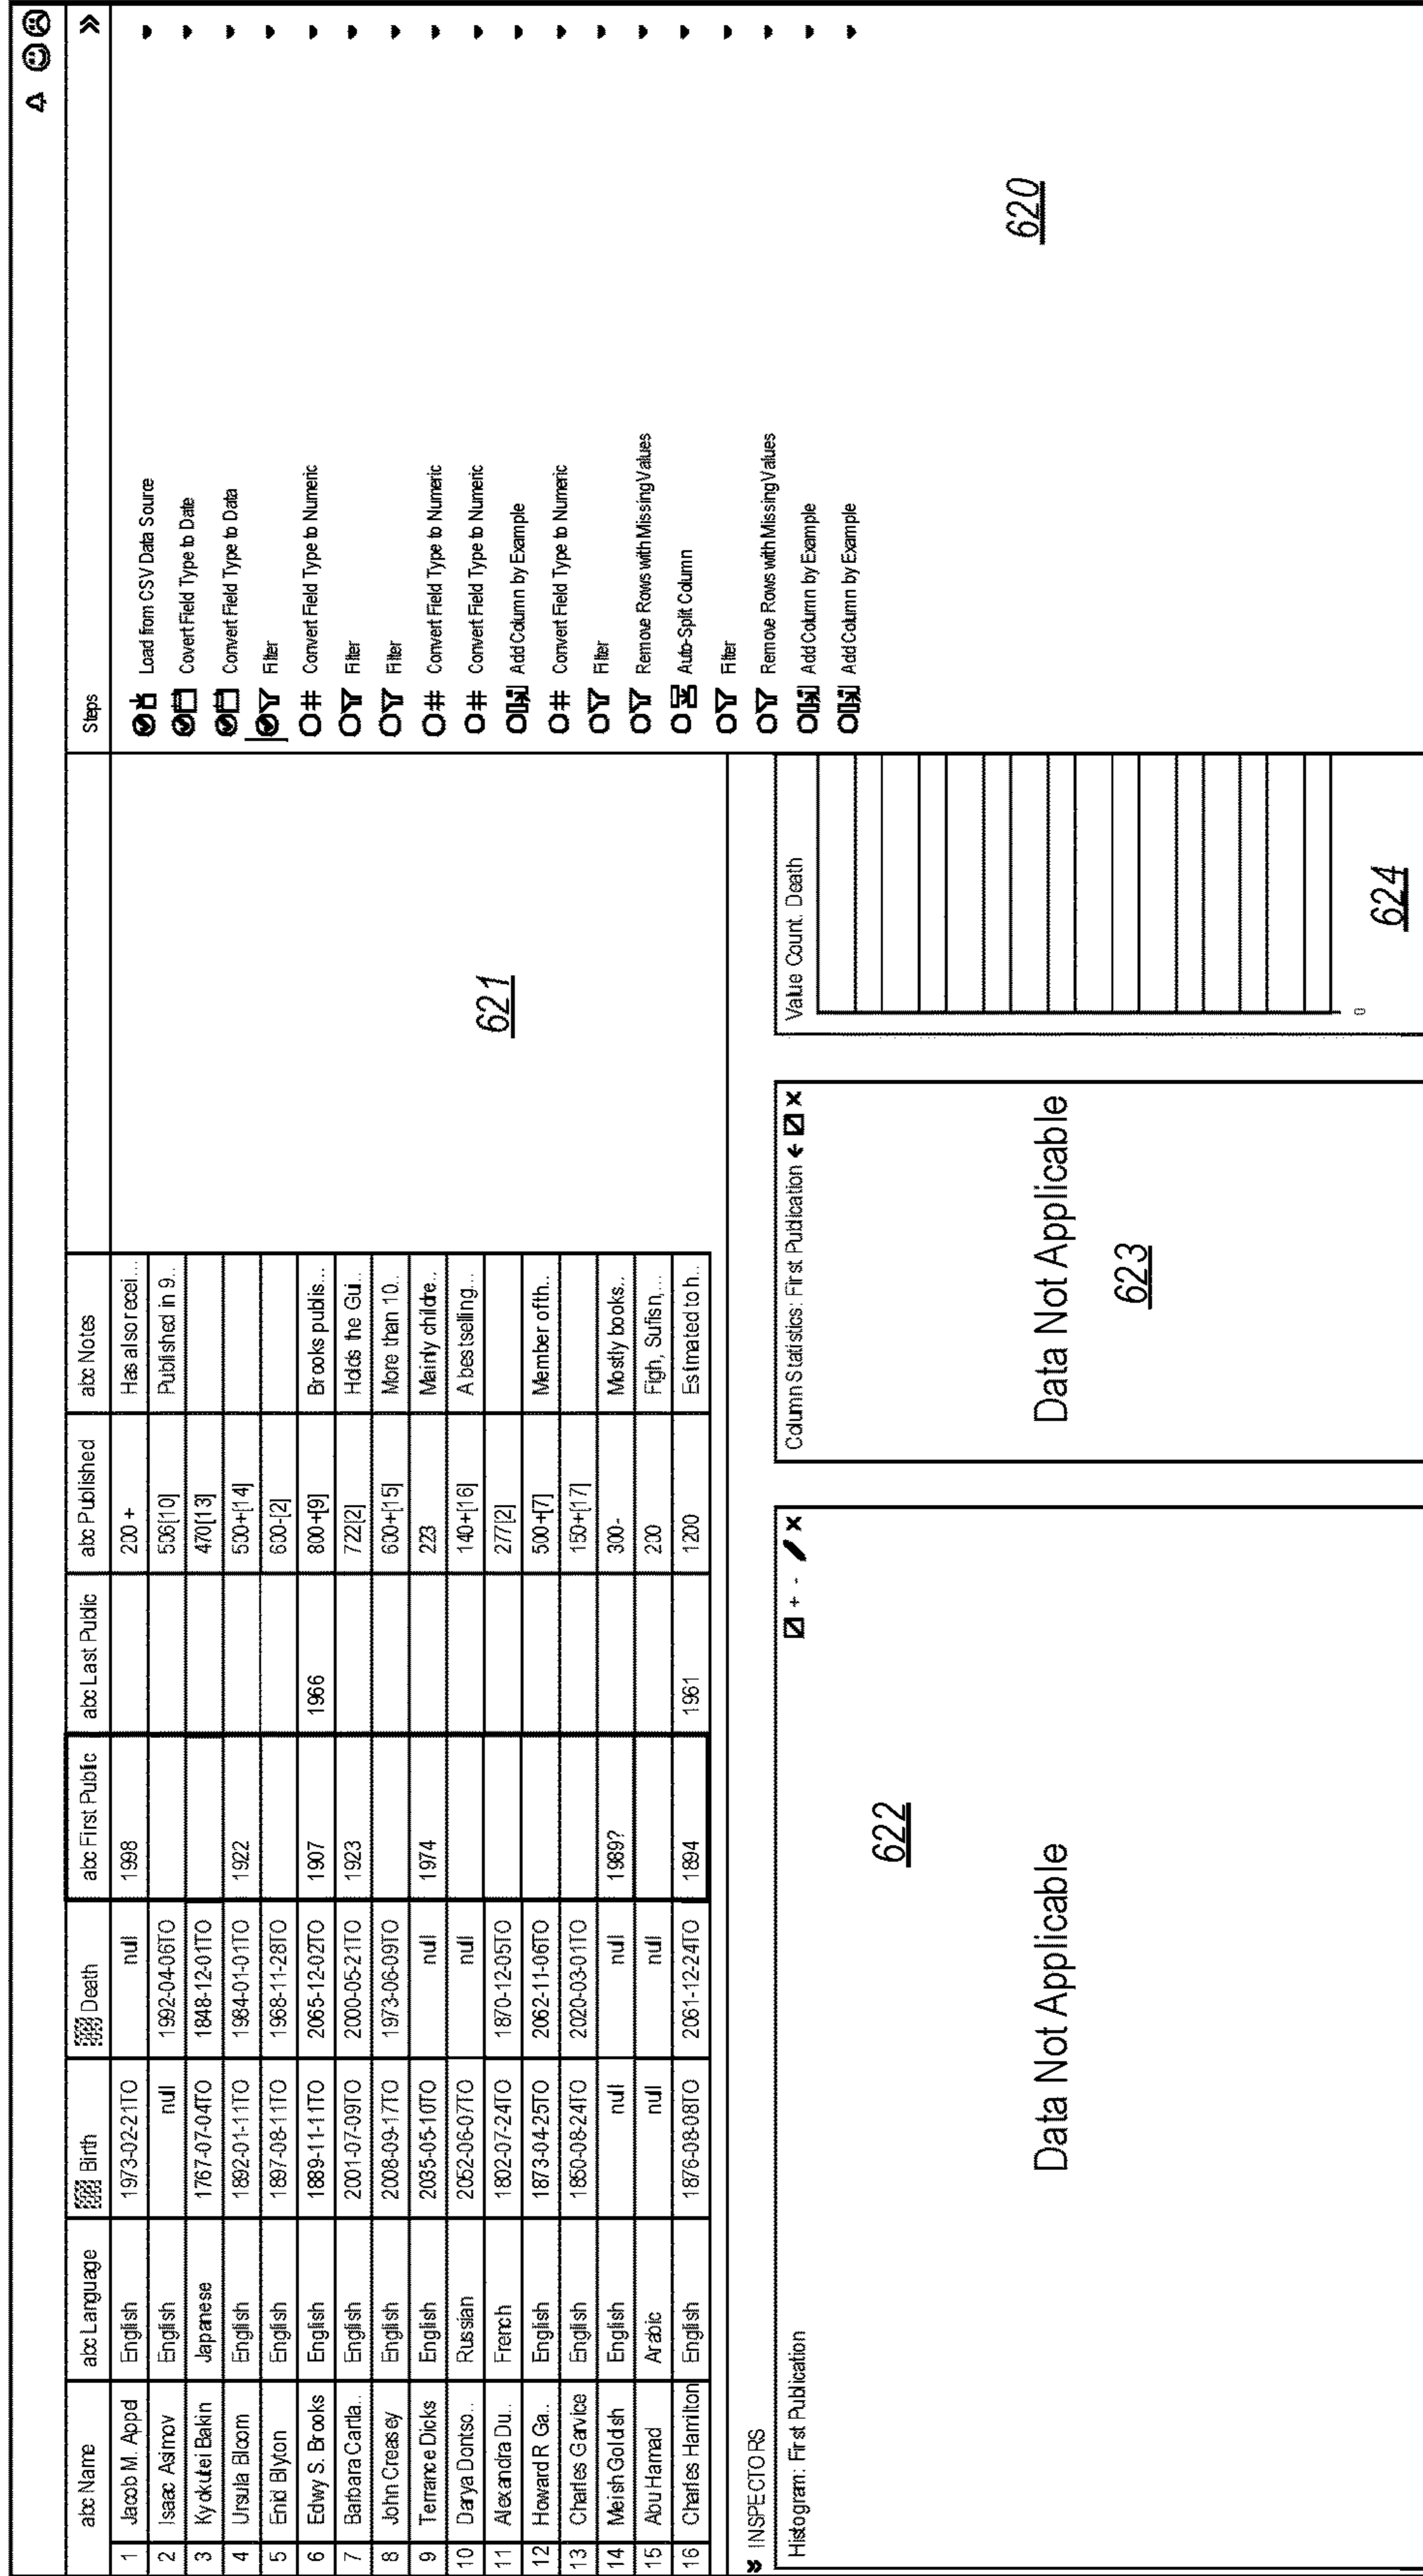 Steps
abc Name abc Language Birth Death abc First Public abc Last Public abc Published abc Notes
1 Jacob M. Appel English 1973-02-21TO null 1998 200 + Has also recei...
2 Isaac Asimov English null 1992-04-06TO 506[10] Published in 9..
3 Kyokutei Bakin Japanese 1767-07-04TO 1848-12-01TO 470[13]
4 Ursula Bloom English 1892-01-11TO 1984-01-01TO 1922 500+[14]
5 Enid Blyton English 1897-08-11TO 1968-11-28TO 600-[2]
6 Edwy S. Brooks English 1889-11-11TO 2065-12-02TO 1907 1966 800+[9] Brooks publis...
7 Barbara Cartla.. English 2001-07-09TO 2000-05-21TO 1923 722[2] Holds the Gui...
8 John Creasey English 2008-09-17TO 1973-06-09TO 600+[15] More than 10..
9 Terrance Dicks English 2035-05-10TO null 1974 223 Mainly childre...
10 Darya Dontso.. Russian 2052-06-07TO null 140+[16] A bestselling...
11 Alexandra Du.. French 1802-07-24TO 1870-12-05TO 277[2]
12 Howard R Ga.. English 1873-04-25TO 2062-11-06TO 500+[7] Member ofth..
13 Charles Garvice English 1850-08-24TO 2020-03-01TO 150+[17]
14 Meish Goldish English null null 1989? 300- Mostly books..
15 Abu Hamad Arabic null null 200 Figh, Sufisn,...
16 Charles Hamilton English 1876-08-08TO 2061-12-24TO 1894 1961 1200 Estimated to h..
621
Load from CSV Data Source
Covert Field Type to Date
Convert Field Type to Data
Filter
Convert Field Type to Numeric
Filter
Filter
Convert Field Type to Numeric
Convert Field Type to Numeric
Add Column by Example
Convert Field Type to Numeric
Filter
Remove Rows with Missing Values
Auto-Split Column
Filter
Remove Rows with Missing Values
Add Column by Example
Add Column by Example
620
INSPECTORS
Histogram: First Publication
622
Data Not Applicable
Column Statistics: First Publication
Data Not Applicable
623
Value Count. Death
0
624